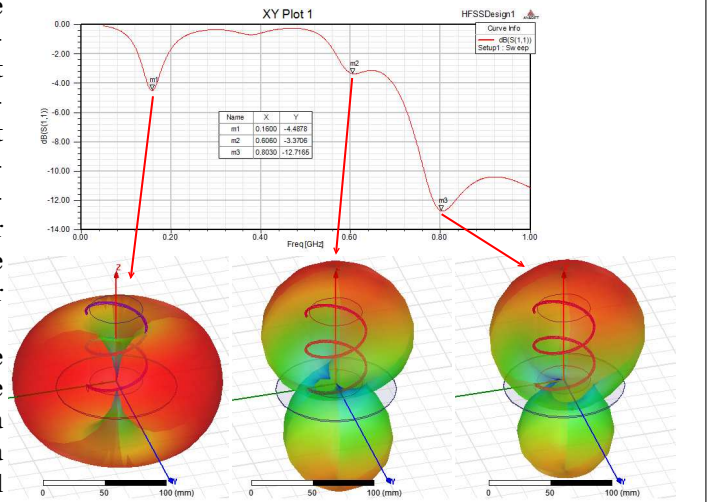 XY Plot 1
HFSSDesign1
ANSOFT
Curve Info
dB(S(1,1))
Setup1 : Sweep
0.00
-2.00
-4.00
-6.00
-8.00
-10.00
-12.00
-14.00
dB(S(1,1))
m1
m2
m3
Name X Y
m1 0.1600 -4.4878
m2 0.6060 -3.3706
m3 0.8030 -12.7165
0.00 0.20 0.40 0.60 0.80 1.00
Freq [GHz]
Z
Y
0 50 100 (mm)
0 50 100 (mm)
0 50 100 (mm)